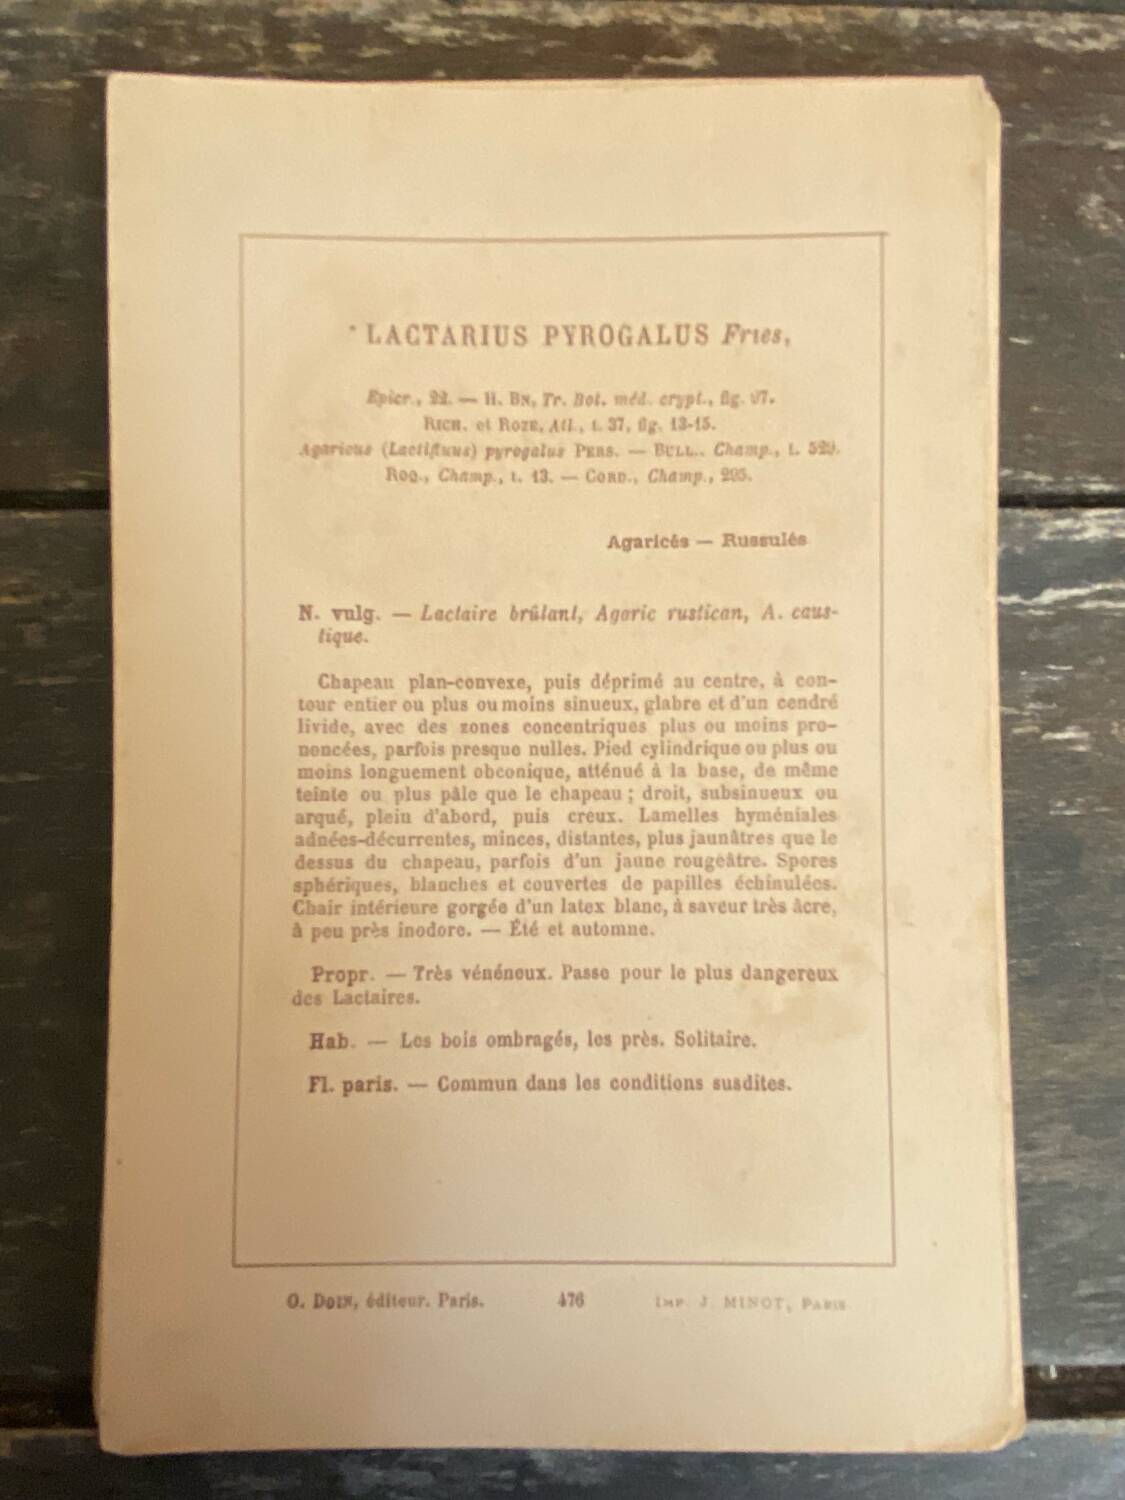 * LACTARIUS PYROGALUS Fries,
Epicr., 22. — H. BN, Tr. Bot. méd. crypt., fig. 97.
RICH. et ROZE, Atl., t. 37, fig. 13-15.
Agaricus (Lactifluus) pyrogalus PERS. — BULL., Champ., t. 529.
ROQ., Champ., t. 13. — CORD., Champ., 205.
Agaricés — Russulés
N. vulg. — Lactaire brûlant, Agaric rustican, A. caus-
tique.
Chapeau plan-convexe, puis déprimé au centre, à con-
tour entier ou plus ou moins sinueux, glabre et d'un cendré
livide, avec des zones concentriques plus ou moins pro-
noncées, parfois presque nulles. Pied cylindrique ou plus ou
moins longuement obconique, atténué à la base, de même
teinte ou plus pâle que le chapeau ; droit, subsinueux ou
arqué, plein d'abord, puis creux. Lamelles hyméniales
adnées-décurrentes, minces, distantes, plus jaunâtres que le
dessus du chapeau, parfois d'un jaune rougeâtre. Spores
sphériques, blanches et couvertes de papilles échinulées.
Chair intérieure gorgée d'un latex blanc, à saveur très âcre,
à peu près inodore. — Été et automne.
Propr. — Très vénéneux. Passe pour le plus dangereux
des Lactaires.
Hab. — Les bois ombragés, les près. Solitaire.
Fl. paris. — Commun dans les conditions susdites.
O. DOIN, éditeur. Paris. 476 IMP. J. MINOT, PARIS